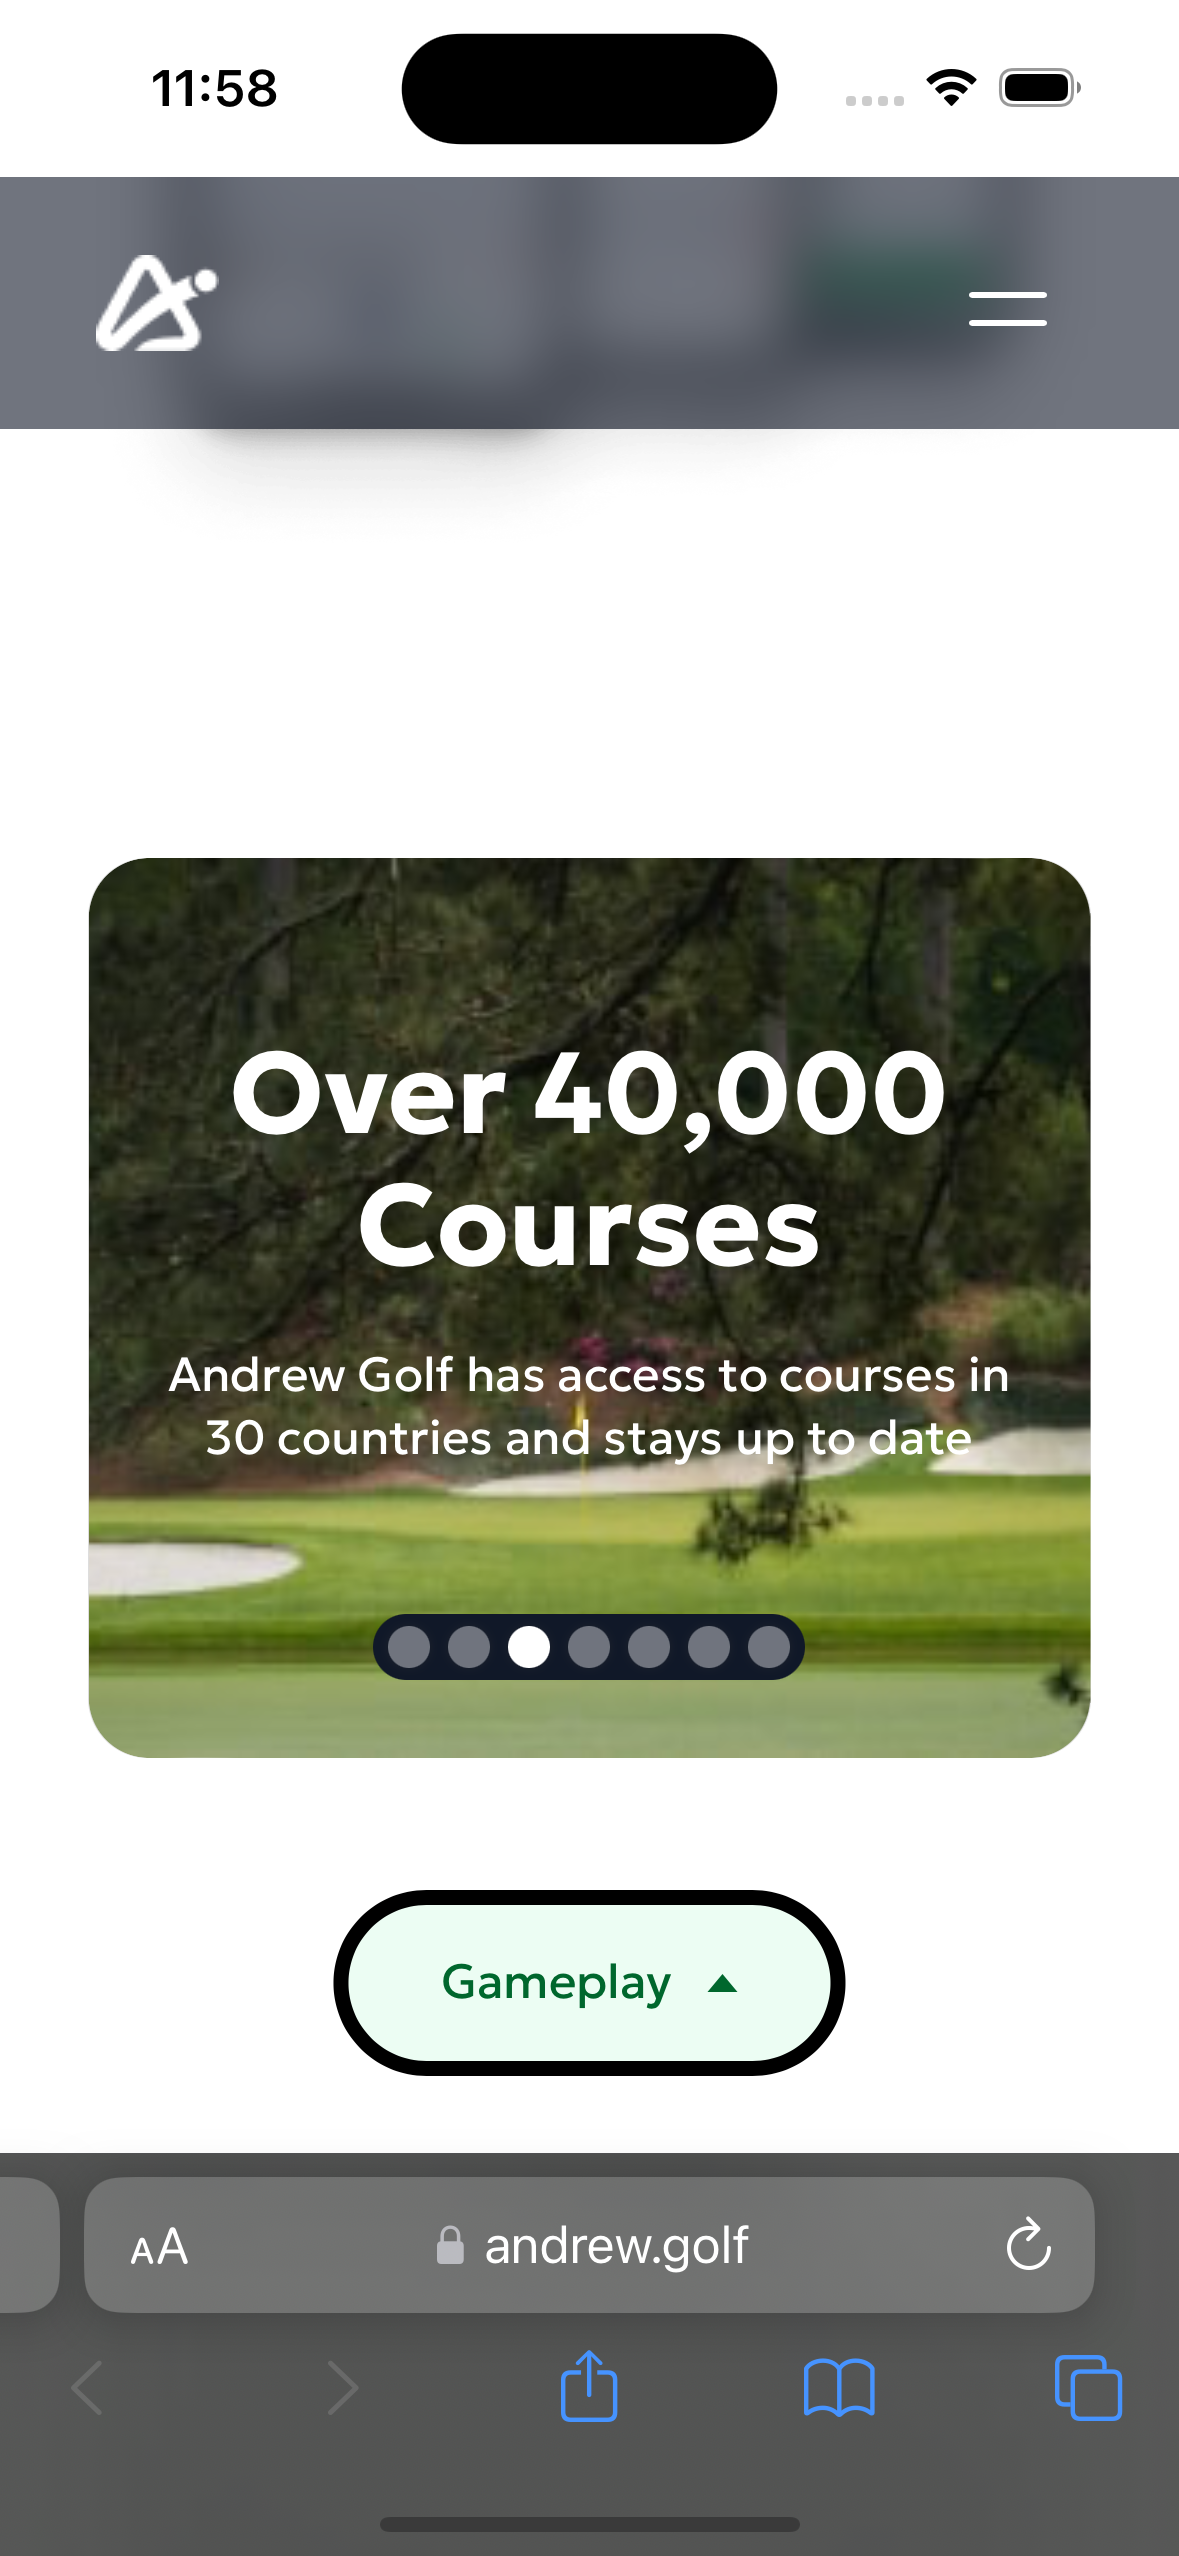 11:58
Over 40,000
Courses
Andrew Golf has access to courses in
30 countries and stays up to date
Gameplay
AA
andrew.golf